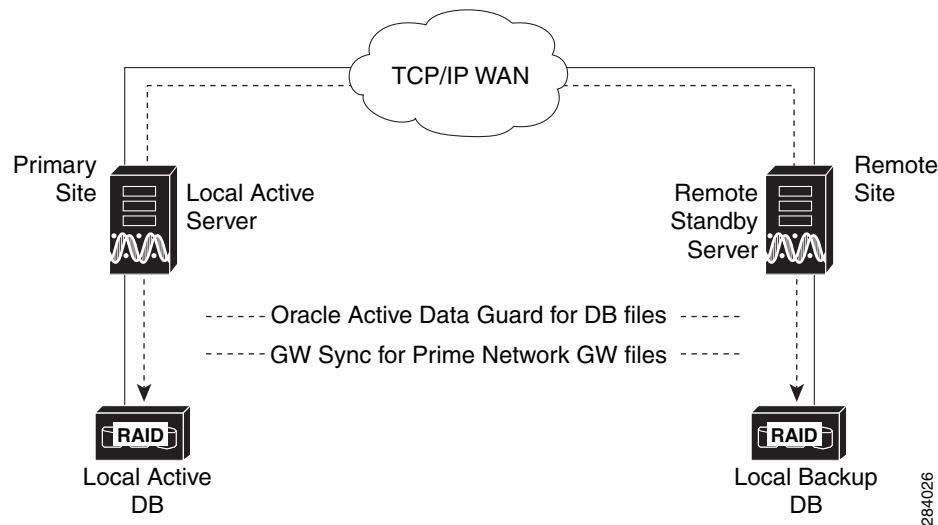 TCP/IP WAN
Primary
Site
Local Active
Server
Remote
Standby
Server
Remote
Site
Oracle Active Data Guard for DB files
GW Sync for Prime Network GW files
RAID
Local Active
DB
RAID
Local Backup
DB
284026